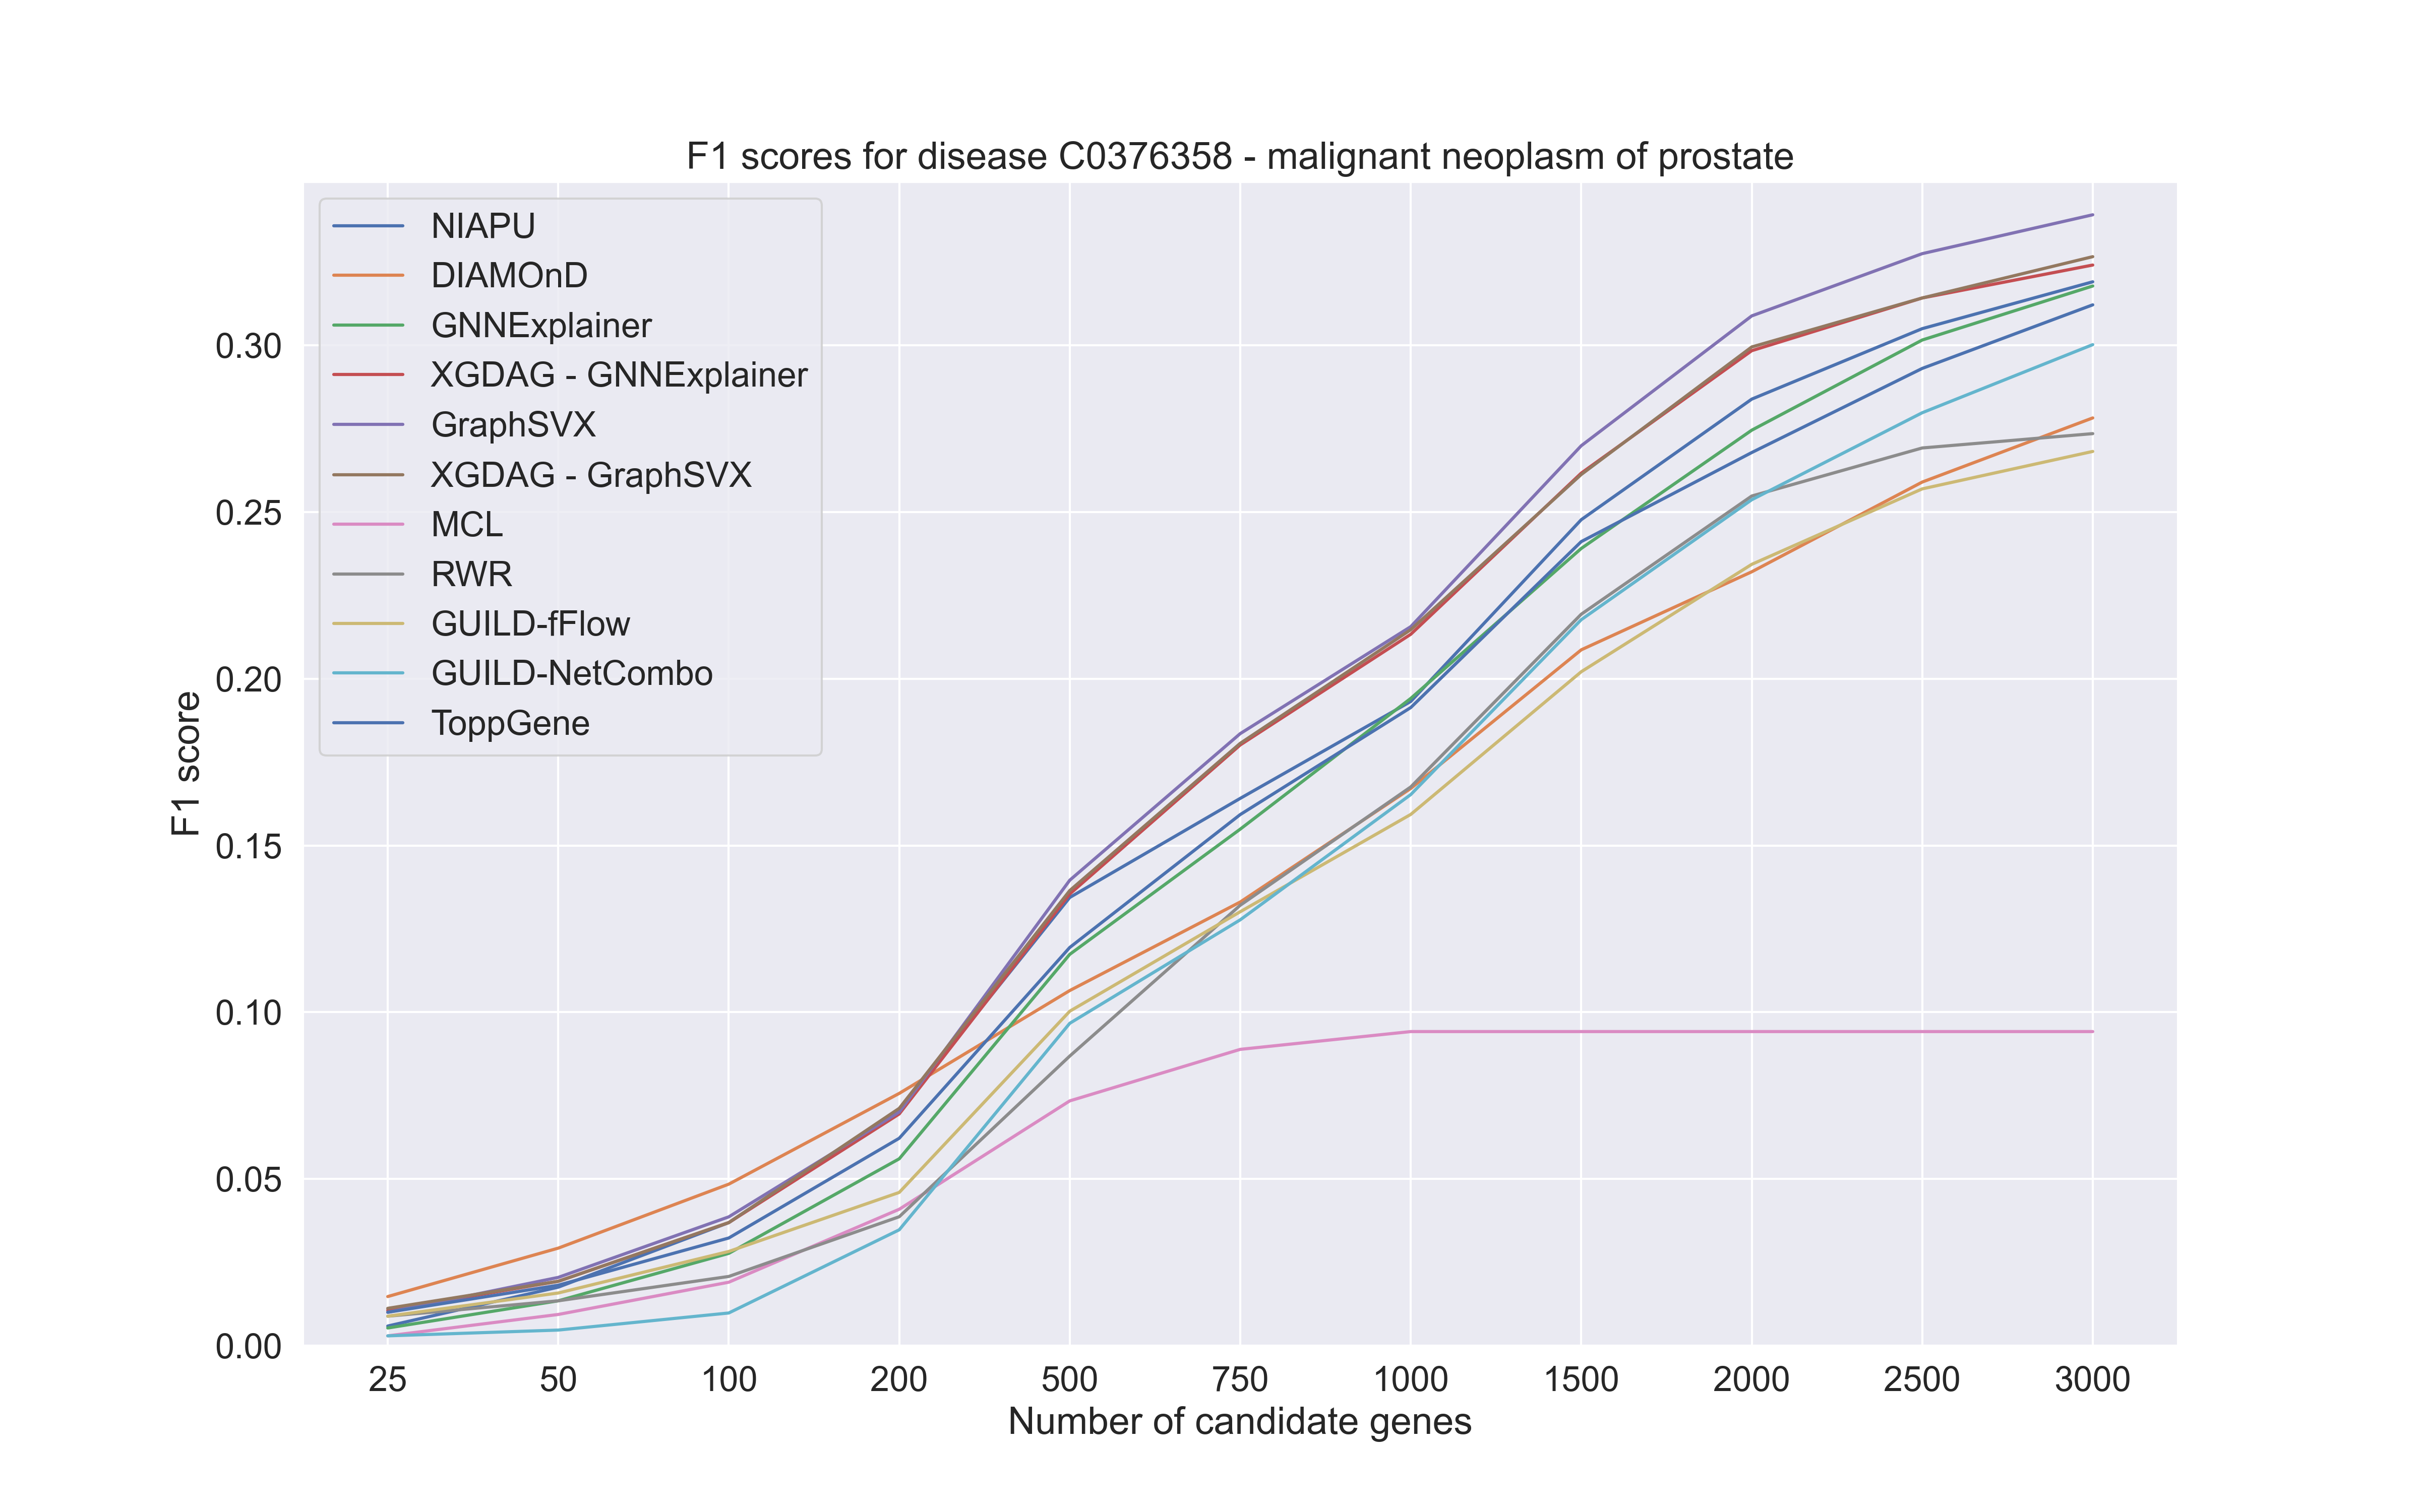 F1 scores for disease C0376358 - malignant neoplasm of prostate
NIAPU
DIAMOnD
GNNExplainer
XGDAG - GNNExplainer
GraphSVX
XGDAG - GraphSVX
MCL
RWR
GUILD-fFlow
GUILD-NetCombo
ToppGene
F1 score
0.30
0.25
0.20
0.15
0.10
0.05
0.00
25 50 100 200 500 750 1000 1500 2000 2500 3000
Number of candidate genes